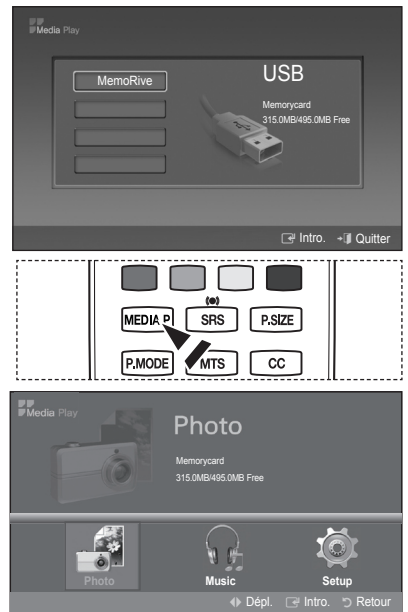 Media Play
MemoRive
USB
Memorycard
315.0MB/495.0MB Free
Intro. Quitter
MEDIA P SRS P.SIZE
P.MODE MTS CC
Media Play
Photo
Memorycard
315.0MB/495.0MB Free
Photo Music Setup
Dépl. Intro. Retour